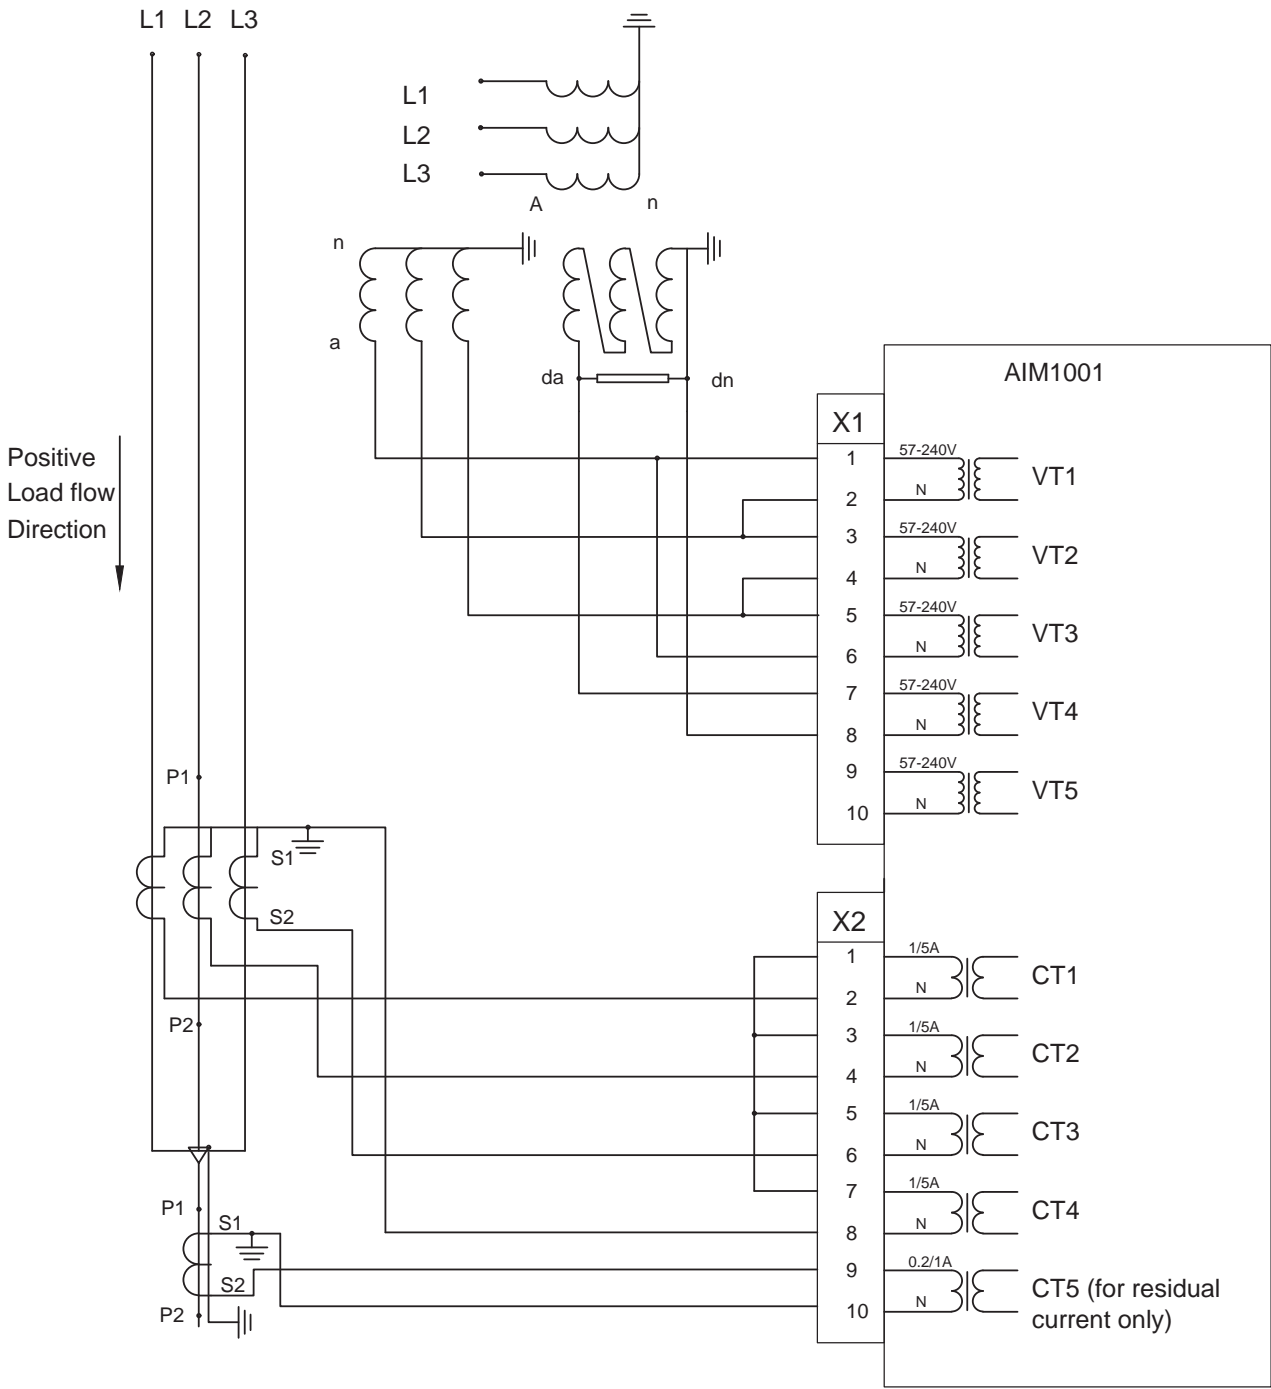 L1 L2 L3
L1
L2
L3
A n
n
a
da dn
AIM1001
Positive
Load flow
Direction
X1
1 57-240V
VT1
2 N
3 57-240V
VT2
4 N
5 57-240V
VT3
6 N
7 57-240V
VT4
8 N
9 57-240V
VT5
10 N
P1
S1
S2
P2
X2
1 1/5A
CT1
2 N
3 1/5A
CT2
4 N
5 1/5A
CT3
6 N
7 1/5A
CT4
8 N
9 0.2/1A
CT5 (for residual
current only)
10 N
P1
S1
S2
P2